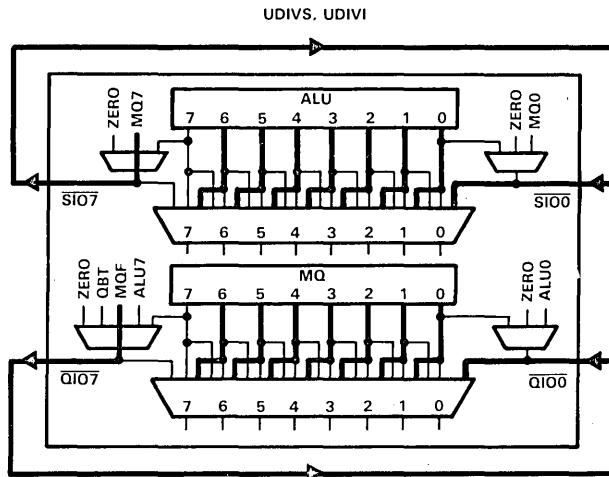 UDIVS, UDIVI
ZERO
MQ7
ALU
7 6 5 4 3 2 1 0
ZERO
MQ0
SIO7
SIO0
7 6 5 4 3 2 1 0
ZERO
QBT
MQF
ALU7
MQ
7 6 5 4 3 2 1 0
ZERO
ALU0
QIO7
QIO0
7 6 5 4 3 2 1 0